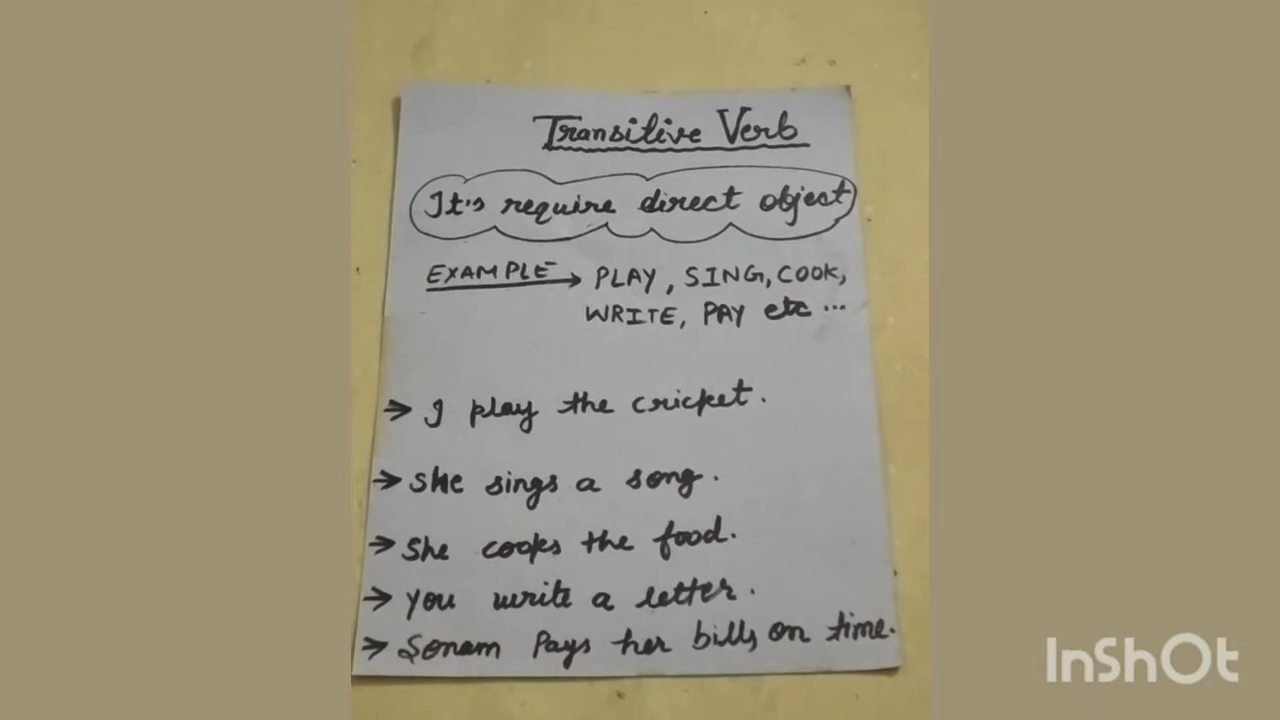 Transitive Verb
It's require direct object
EXAMPLE → PLAY, SING, COOK,
WRITE, PAY etc ...
→ I play the cricket.
→ She sings a song.
→ She cooks the food.
→ You write a letter.
→ Sonam Pays her bills on time.
InShOt